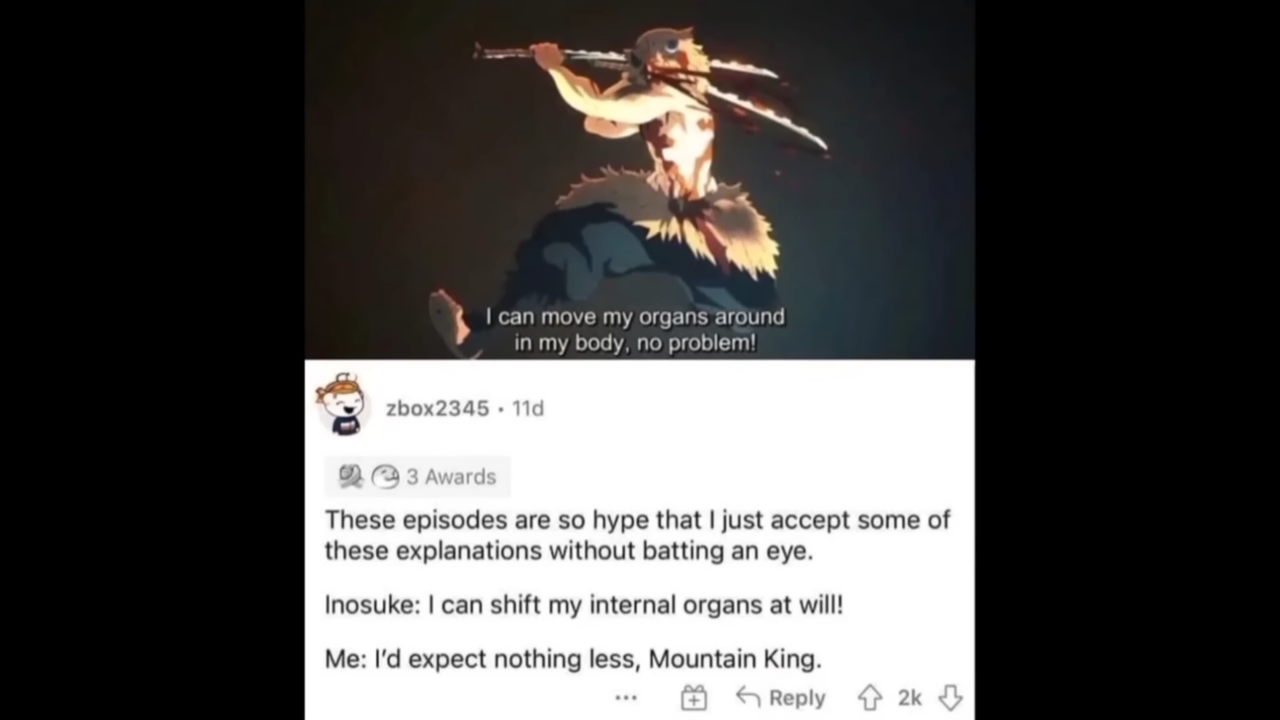 I can move my organs around
in my body, no problem!
zbox2345 • 11d
3 Awards
These episodes are so hype that I just accept some of
these explanations without batting an eye.
Inosuke: I can shift my internal organs at will!
Me: I'd expect nothing less, Mountain King.
... Reply 2k